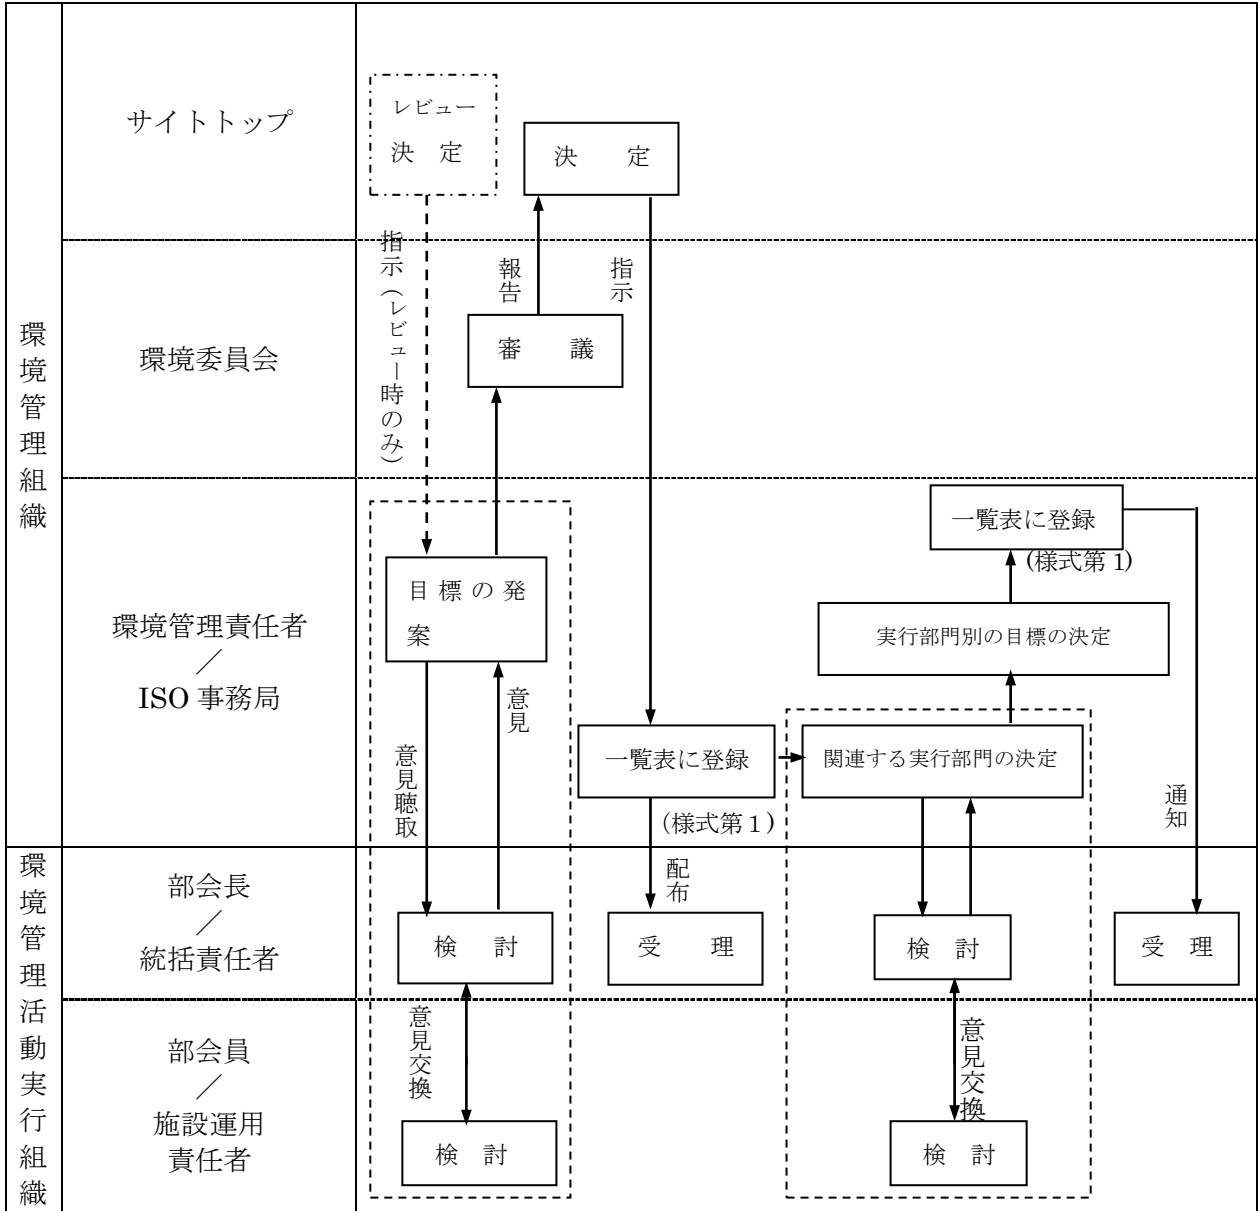 環境管理組織
サイトトップ
レビュー
決　定
決　　定
指示（レビュー時のみ）
報告
指示
環境委員会
審　　議
環境管理責任者
／
ISO 事務局
目 標 の 発
案
意見聴取
意見
一覧表に登録
(様式第１)
関連する実行部門の決定
実行部門別の目標の決定
一覧表に登録
(様式第 1)
通知
環境管理活動実行組織
部会長
／
統括責任者
検　討
配布
受　　理
検　討
受　理
部会員
／
施設運用
責任者
意見交換
検　討
意見交換
検　討